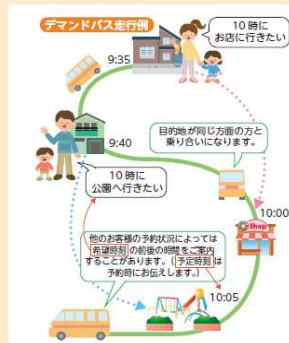 デマンドバス走行例
10時に
お店に行きたい
9:35
9:40
目的地が同じ方面の方と
乗り合いになります。
10時に
公園へ行きたい
10:00
Shop
他のお客様の予約状況によっては
希望時刻の前後の時間をご案内
することがあります。(予定時刻は
予約時にお伝えします。)
10:05